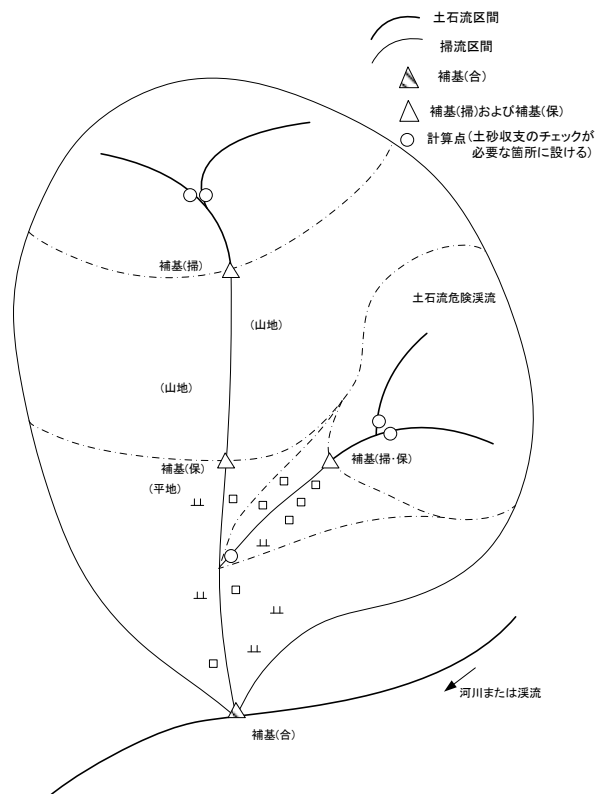 土石流区間
掃流区間
補基(合)
補基(掃)および補基(保)
計算点(土砂収支のチェックが
必要な箇所に設ける)
補基(掃)
土石流危険渓流
(山地)
(山地)
補基(保)
補基(掃・保)
(平地)
河川または渓流
補基(合)